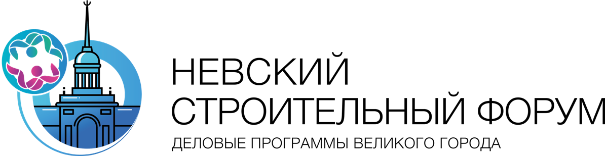 НЕВСКИЙ
СТРОИТЕЛЬНЫЙ ФОРУМ
ДЕЛОВЫЕ ПРОГРАММЫ ВЕЛИКОГО ГОРОДА